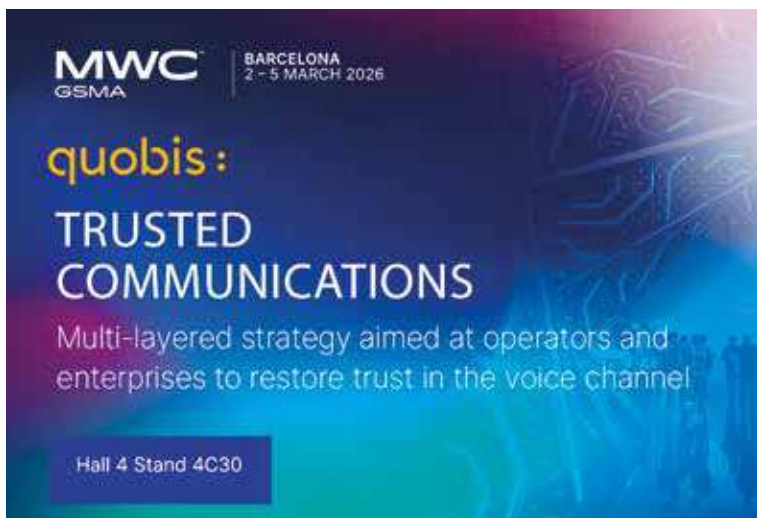 MWC™
GSMA
BARCELONA
2 – 5 MARCH 2026
quobis:
TRUSTED
COMMUNICATIONS
Multi-layered strategy aimed at operators and
enterprises to restore trust in the voice channel
Hall 4 Stand 4C30